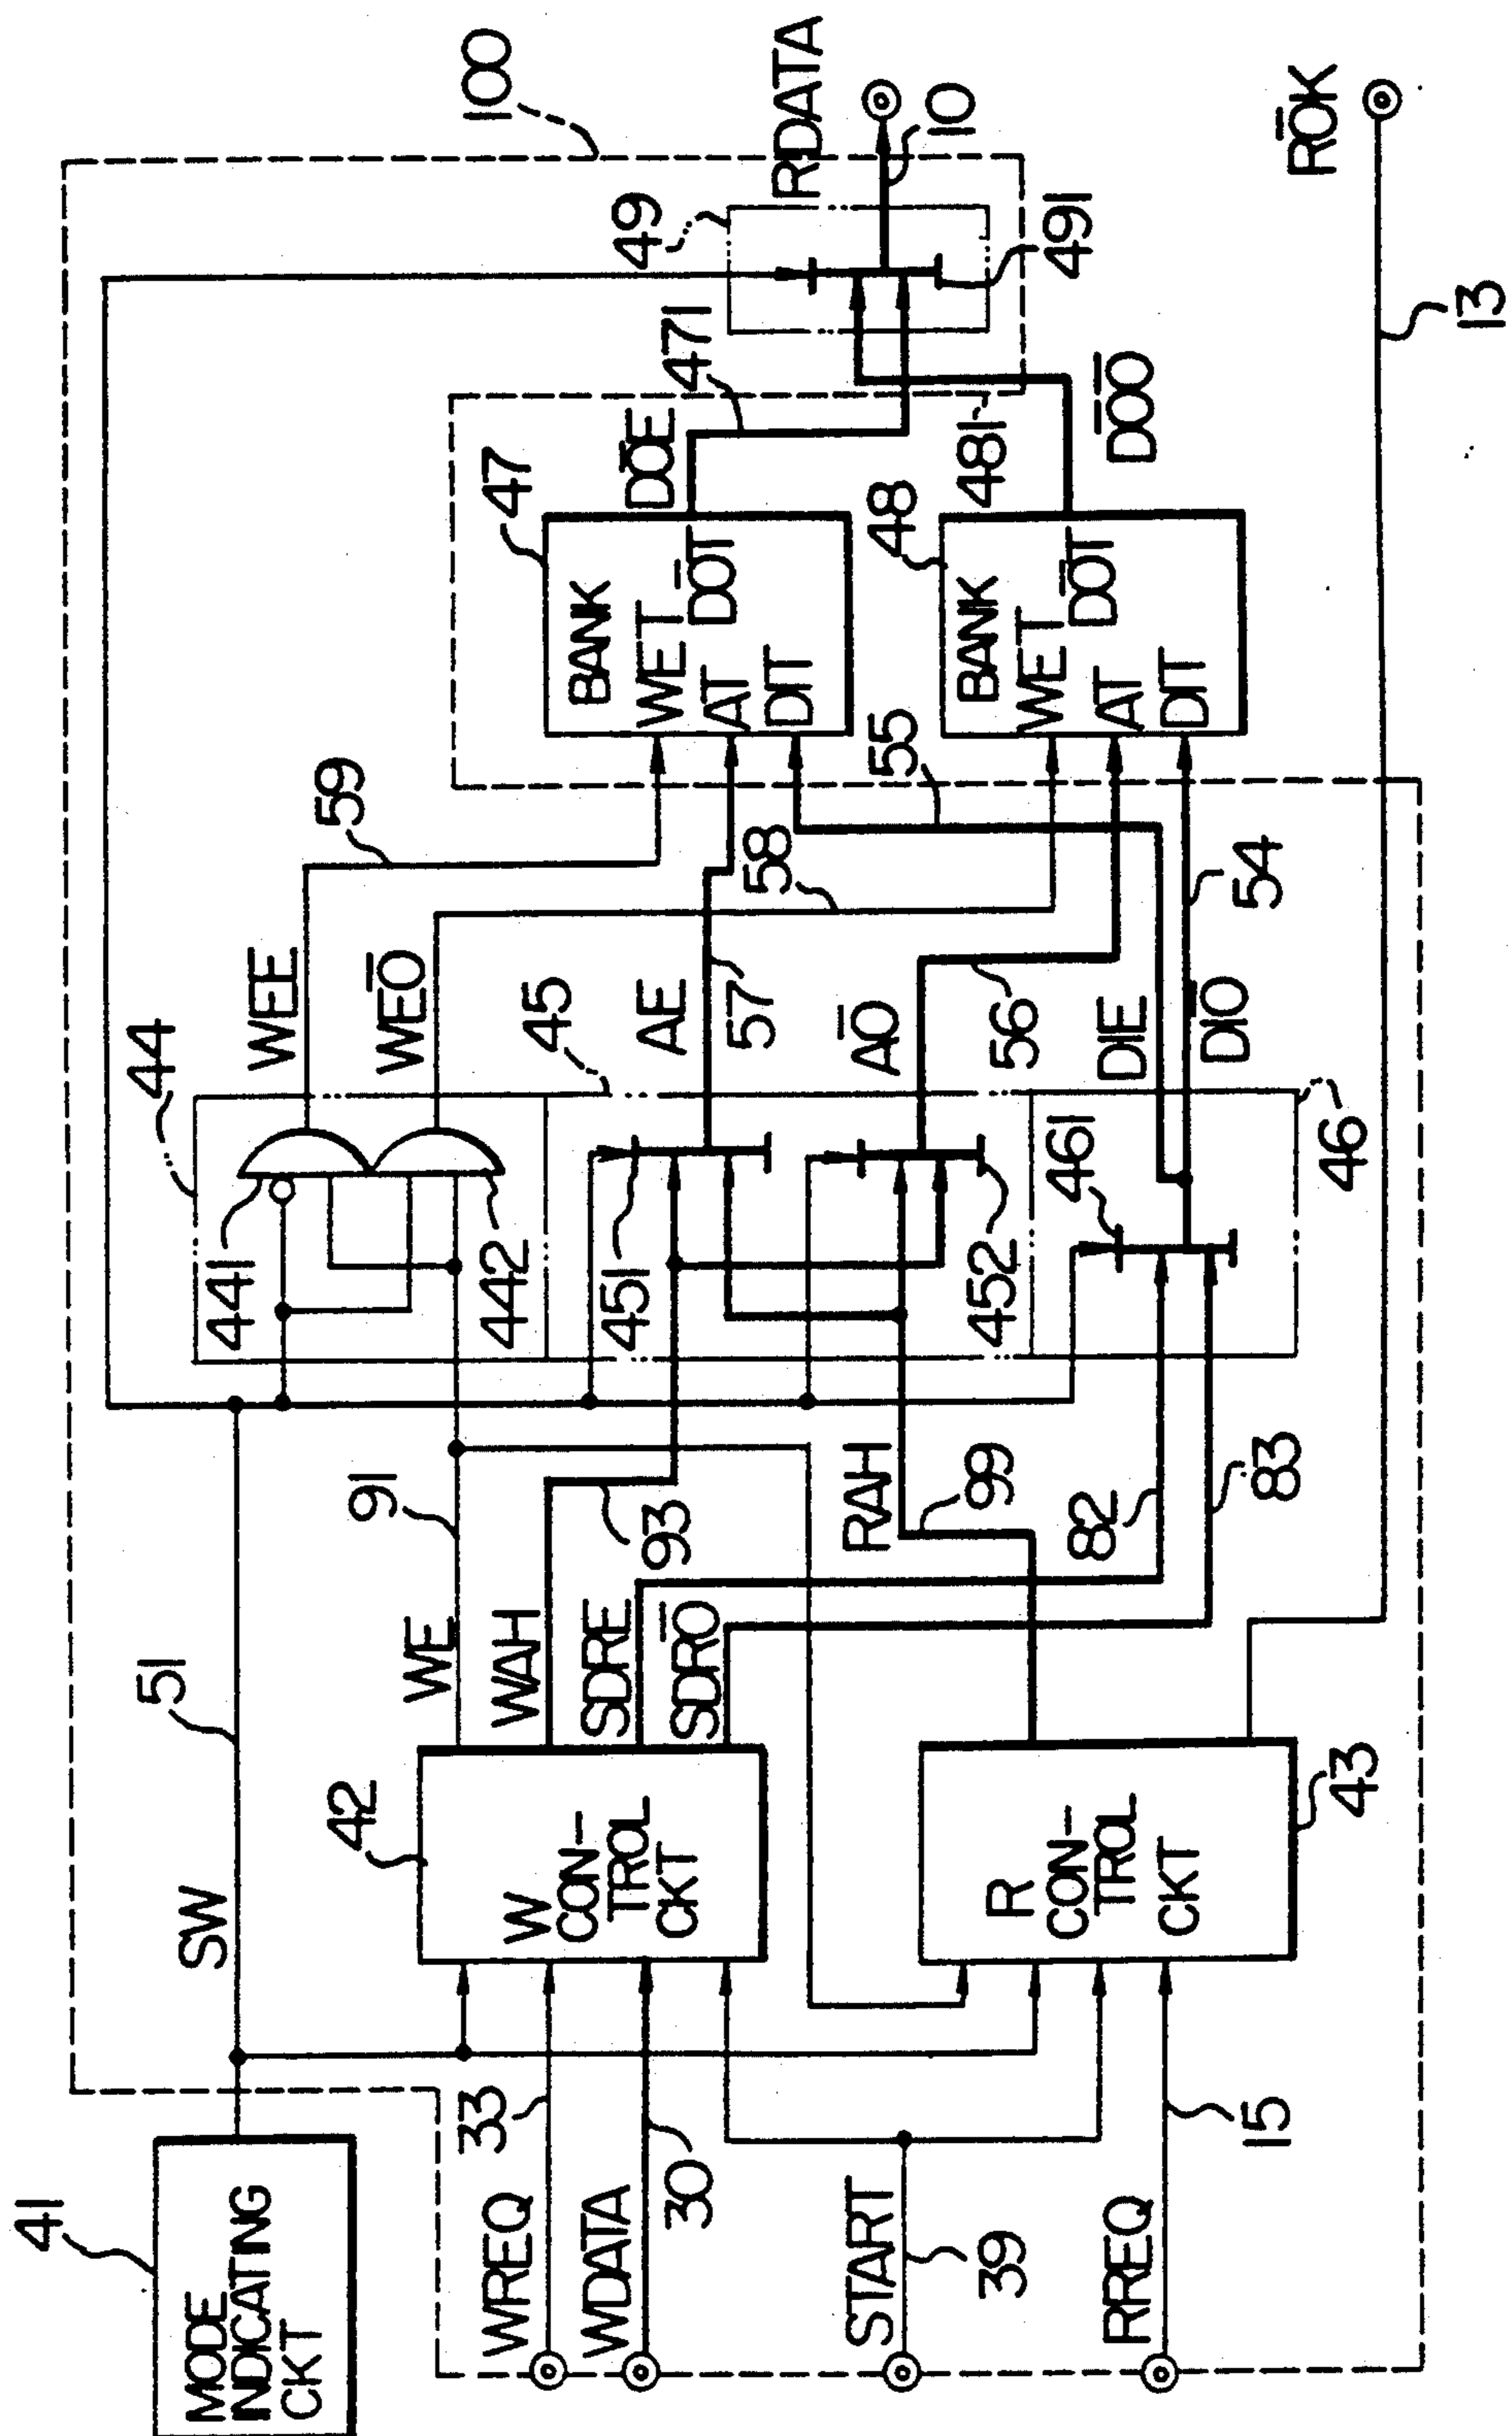 41
MODE
INDICATING
CKT
SW
51
100
WREQ
33
WDATA
30
START
39
RREQ
15
42
W
CON-
TROL
CKT
R
CON-
TROL
CKT
43
WE
91
WAH
93
SDRE
SDRŌ
RAH
99
82
83
44
441
442
45
451
452
46
461
WEE
WEŌ
59
58
AE
57
AŌ
56
DIE
DIŌ
55
54
47
BANK
WET
DŌT
AT
DIT
48
BANK
WET
DŌT
AT
DIT
DŌE
471
481
DŌŌ
49
491
RDATA
10
RŌK
13